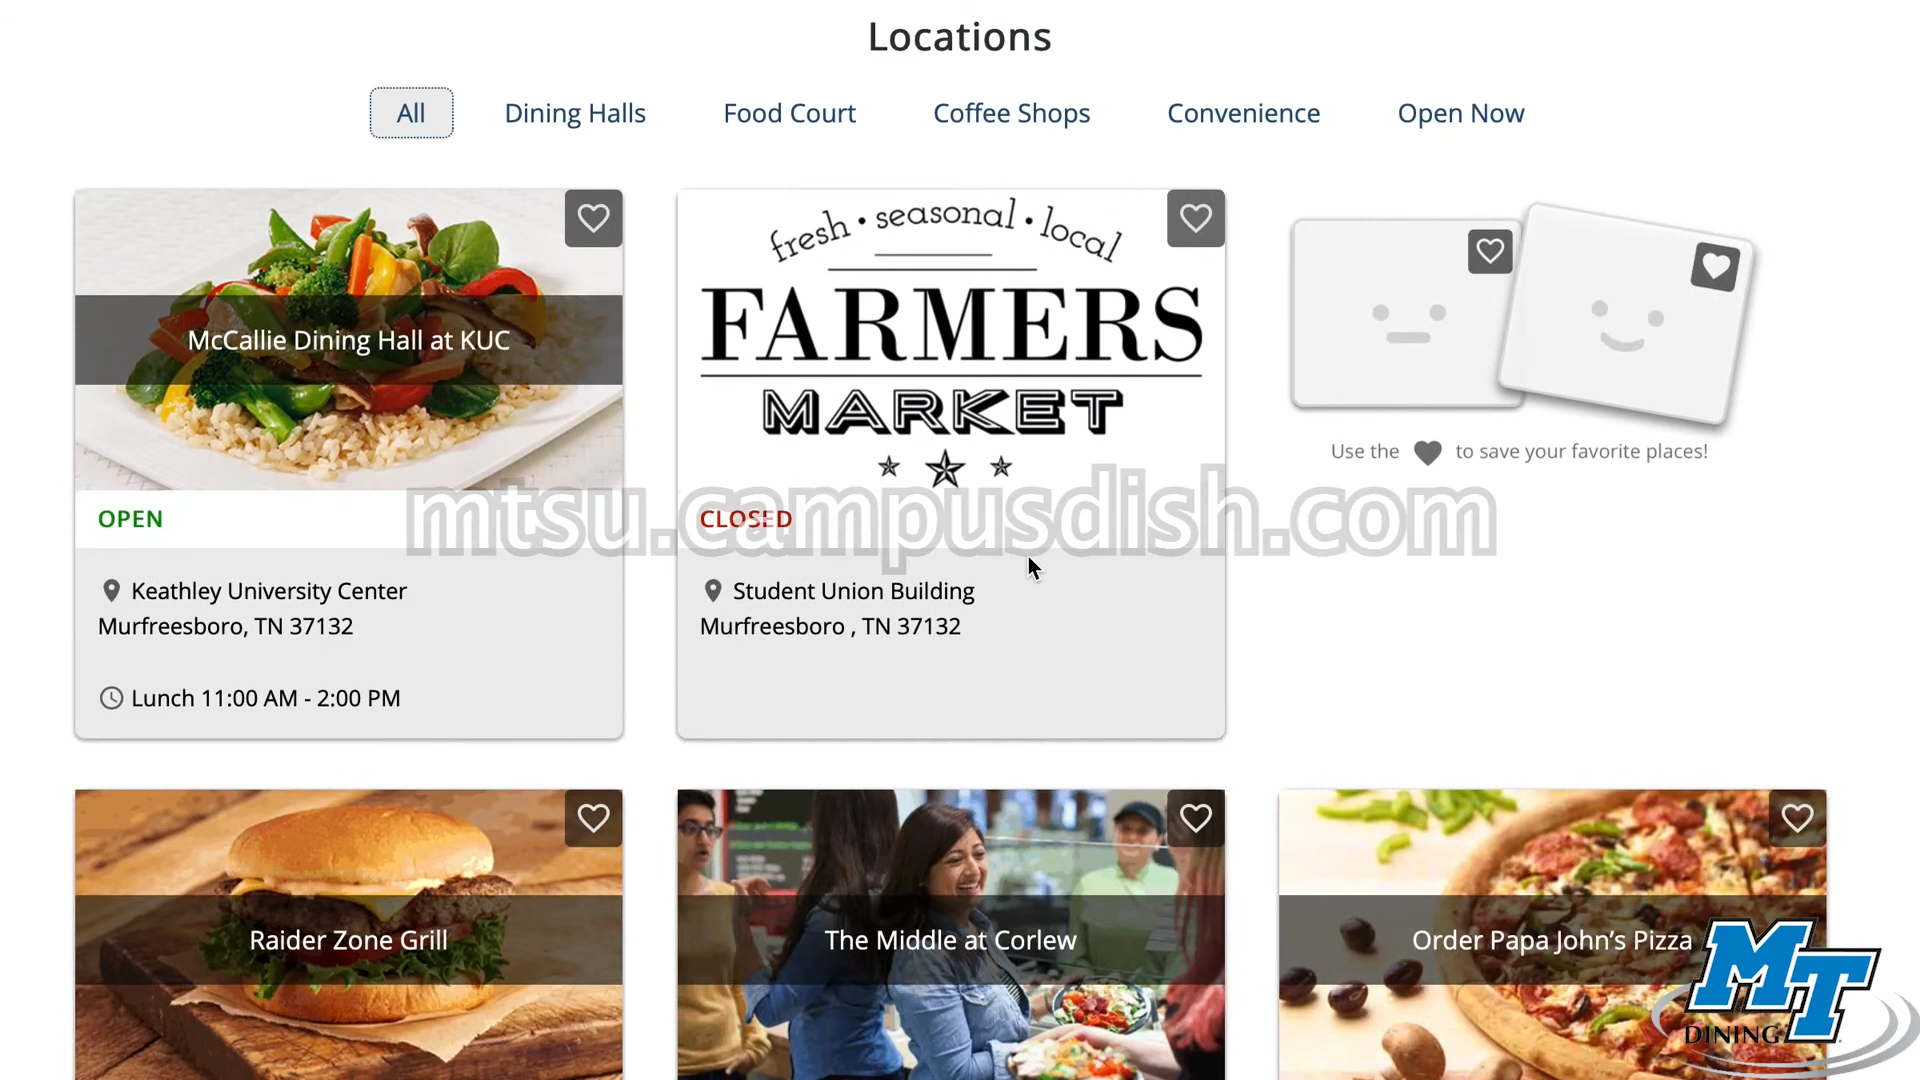 Locations
All
Dining Halls
Food Court
Coffee Shops
Convenience
Open Now
McCallie Dining Hall at KUC
OPEN
Keathley University Center
Murfreesboro, TN 37132
Lunch 11:00 AM - 2:00 PM
fresh • seasonal • local
FARMERS
MARKET
CLOSED
Student Union Building
Murfreesboro , TN 37132
Use the
to save your favorite places!
mtsu.campusdish.com
Raider Zone Grill
The Middle at Corlew
Order Papa John’s Pizza
MT
DINING